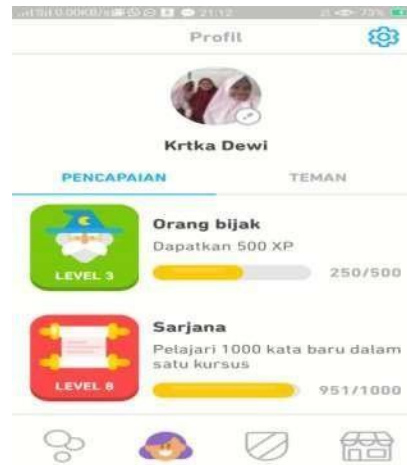 21:12
73%
Profil
Krtka Dewi
PENCAPAIAN
TEMAN
Orang bijak
Dapatkan 500 XP
LEVEL 3
250/500
Sarjana
Pelajari 1000 kata baru dalam
satu kursus
LEVEL 8
951/1000